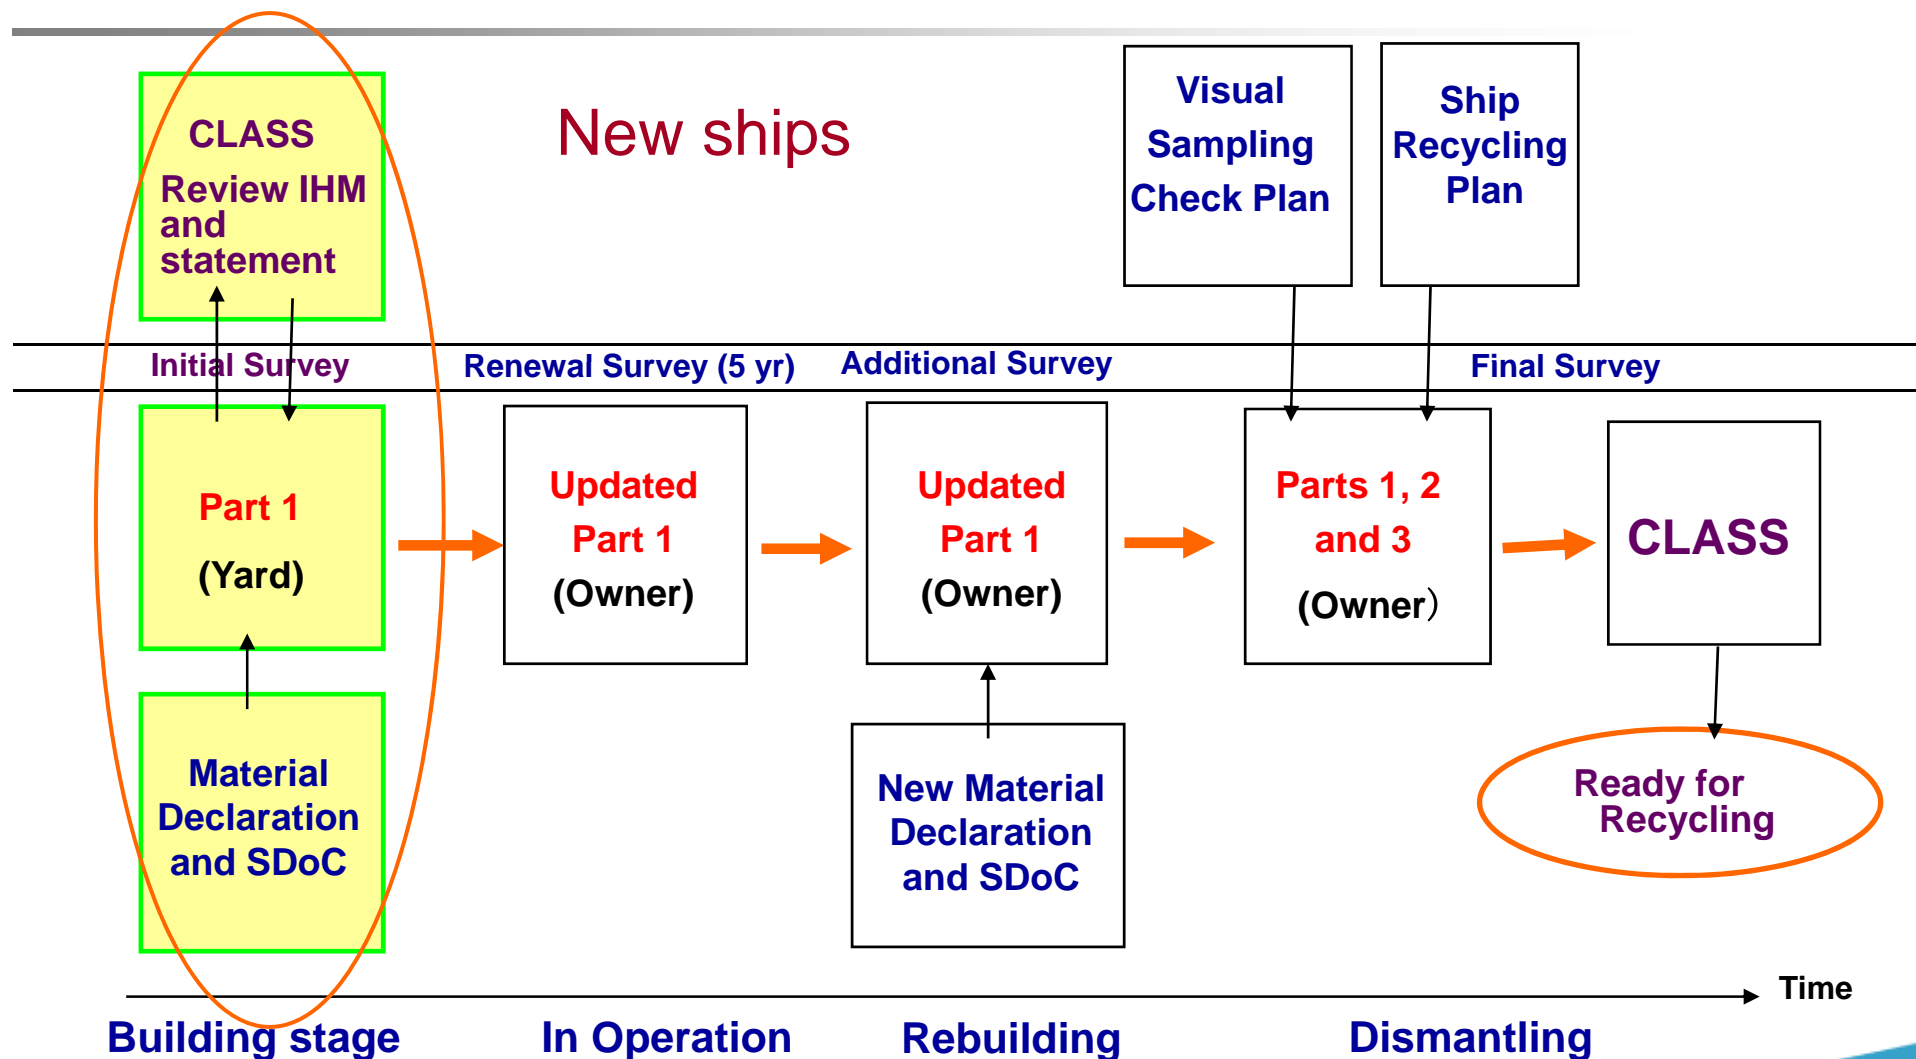 New ships
CLASS
Review IHM
and
statement
Visual
Sampling
Check Plan
Ship
Recycling
Plan
Initial Survey
Renewal Survey (5 yr)
Additional Survey
Final Survey
Part 1
(Yard)
Updated
Part 1
(Owner)
Updated
Part 1
(Owner)
Parts 1, 2
and 3
(Owner）
CLASS
Material
Declaration
and SDoC
New Material
Declaration
and SDoC
Ready for
Recycling
Time
Building stage
In Operation
Rebuilding
Dismantling